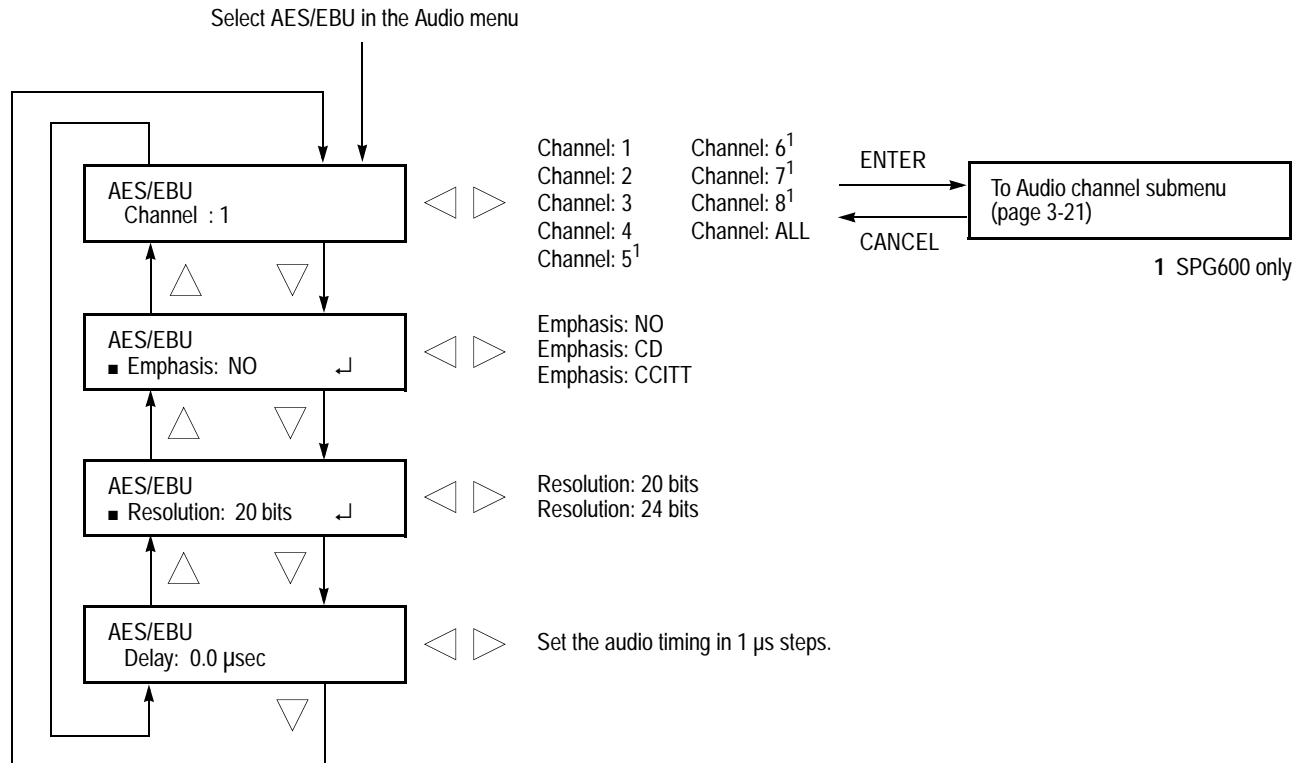 Select AES/EBU in the Audio menu
AES/EBU
Channel : 1
Channel: 1
Channel: 2
Channel: 3
Channel: 4
Channel: 5¹
Channel: 6¹
Channel: 7¹
Channel: 8¹
Channel: ALL
ENTER
CANCEL
To Audio channel submenu
(page 3-21)
1 SPG600 only
AES/EBU
■ Emphasis: NO ↵
Emphasis: NO
Emphasis: CD
Emphasis: CCITT
AES/EBU
■ Resolution: 20 bits ↵
Resolution: 20 bits
Resolution: 24 bits
AES/EBU
Delay: 0.0 µsec
Set the audio timing in 1 µs steps.